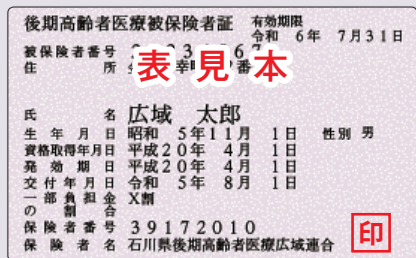 後期高齢者医療被保険者証 有効期限
令和 6年 7月31日
被保険者番号
住 所
表 見 本
氏 名 広域 太郎
生年月日 昭和 5年11月 1日 性別 男
資格取得年月日 平成20年 4月 1日
発効期日 平成20年 4月 1日
交付年月日 令和 5年 8月 1日
一部負担金 X割
の割合
保険者番号 39172010
保険者名 石川県後期高齢者医療広域連合
印